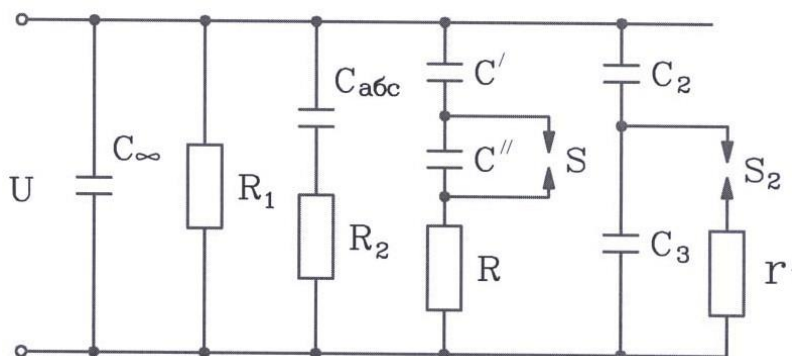 U
C∞
R₁
Cабс
R₂
C′
C″
S
R
C₂
C₃
S₂
r